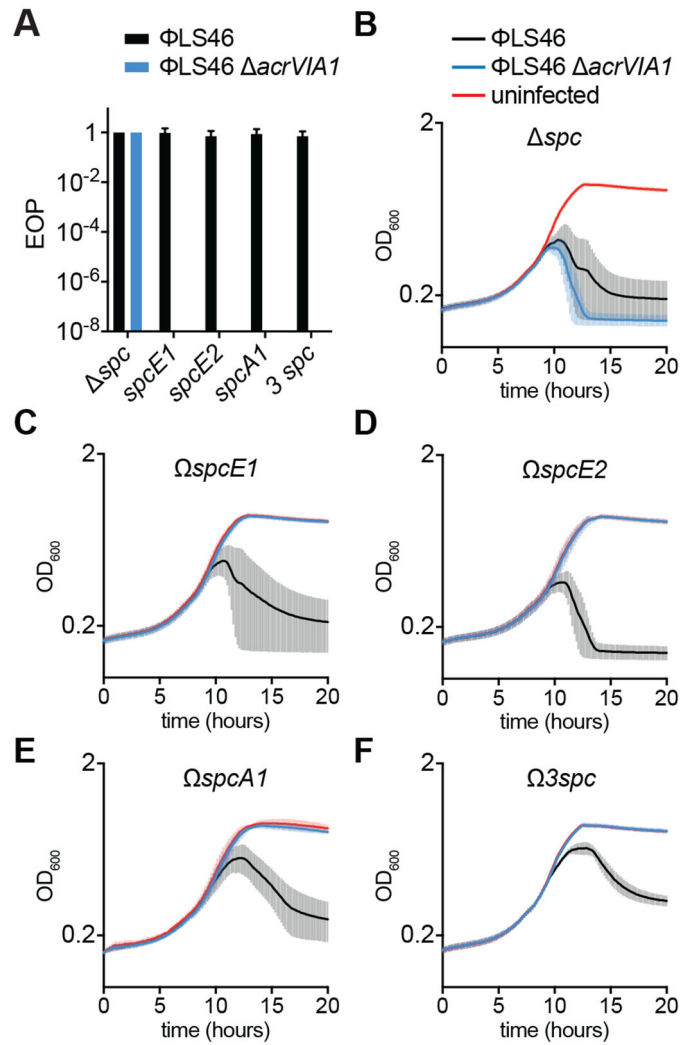 A
ΦLS46
ΦLS46 ΔacrVIA1
EOP
1
10-2
10-4
10-6
10-8
Δspc
spcE1
spcE2
spcA1
3 spc
B
ΦLS46
ΦLS46 ΔacrVIA1
uninfected
Δspc
OD600
2
0.2
0 5 10 15 20
time (hours)
C
ΩspcE1
OD600
2
0.2
0 5 10 15 20
time (hours)
D
ΩspcE2
OD600
2
0.2
0 5 10 15 20
time (hours)
E
ΩspcA1
OD600
2
0.2
0 5 10 15 20
time (hours)
F
Ω3spc
OD600
2
0.2
0 5 10 15 20
time (hours)